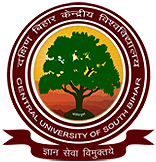 दक्षिण बिहार केन्द्रीय विश्वविद्यालय
CENTRAL UNIVERSITY OF SOUTH BIHAR
ज्ञान सेवा विमुक्तये